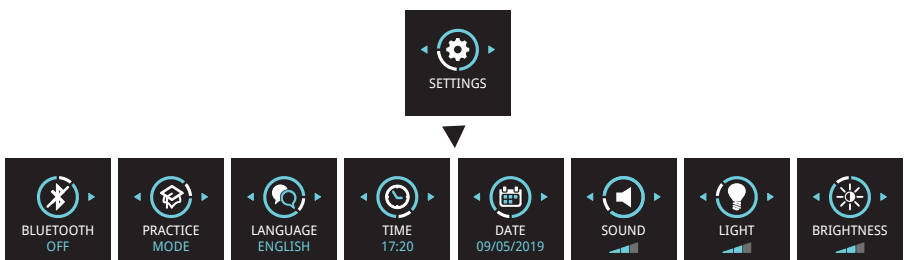 SETTINGS
BLUETOOTH
OFF
PRACTICE
MODE
LANGUAGE
ENGLISH
TIME
17:20
DATE
09/05/2019
SOUND
LIGHT
BRIGHTNESS